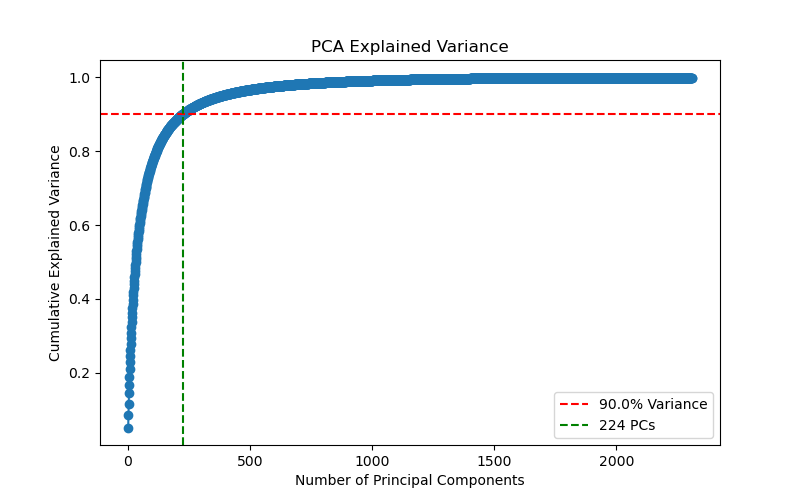 PCA Explained Variance
Cumulative Explained Variance
1.0
0.8
0.6
0.4
0.2
90.0% Variance
224 PCs
0
500
1000
1500
2000
Number of Principal Components